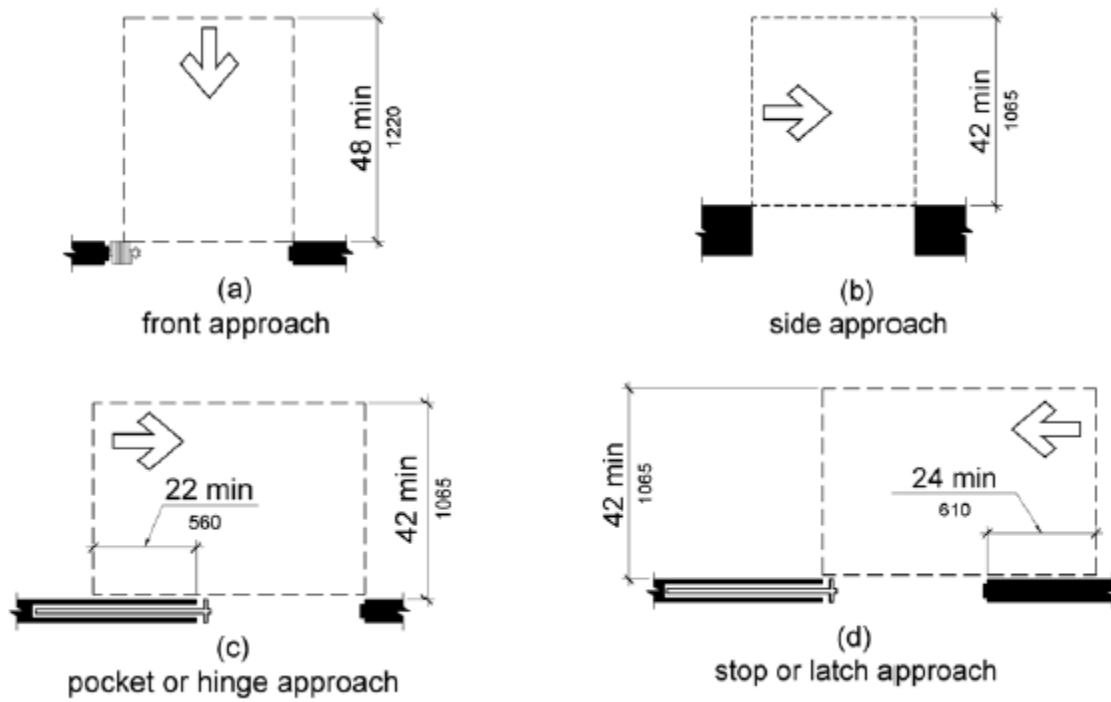 48 min
1220
(a)
front approach
42 min
1065
(b)
side approach
22 min
560
42 min
1065
(c)
pocket or hinge approach
42 min
1065
24 min
610
(d)
stop or latch approach